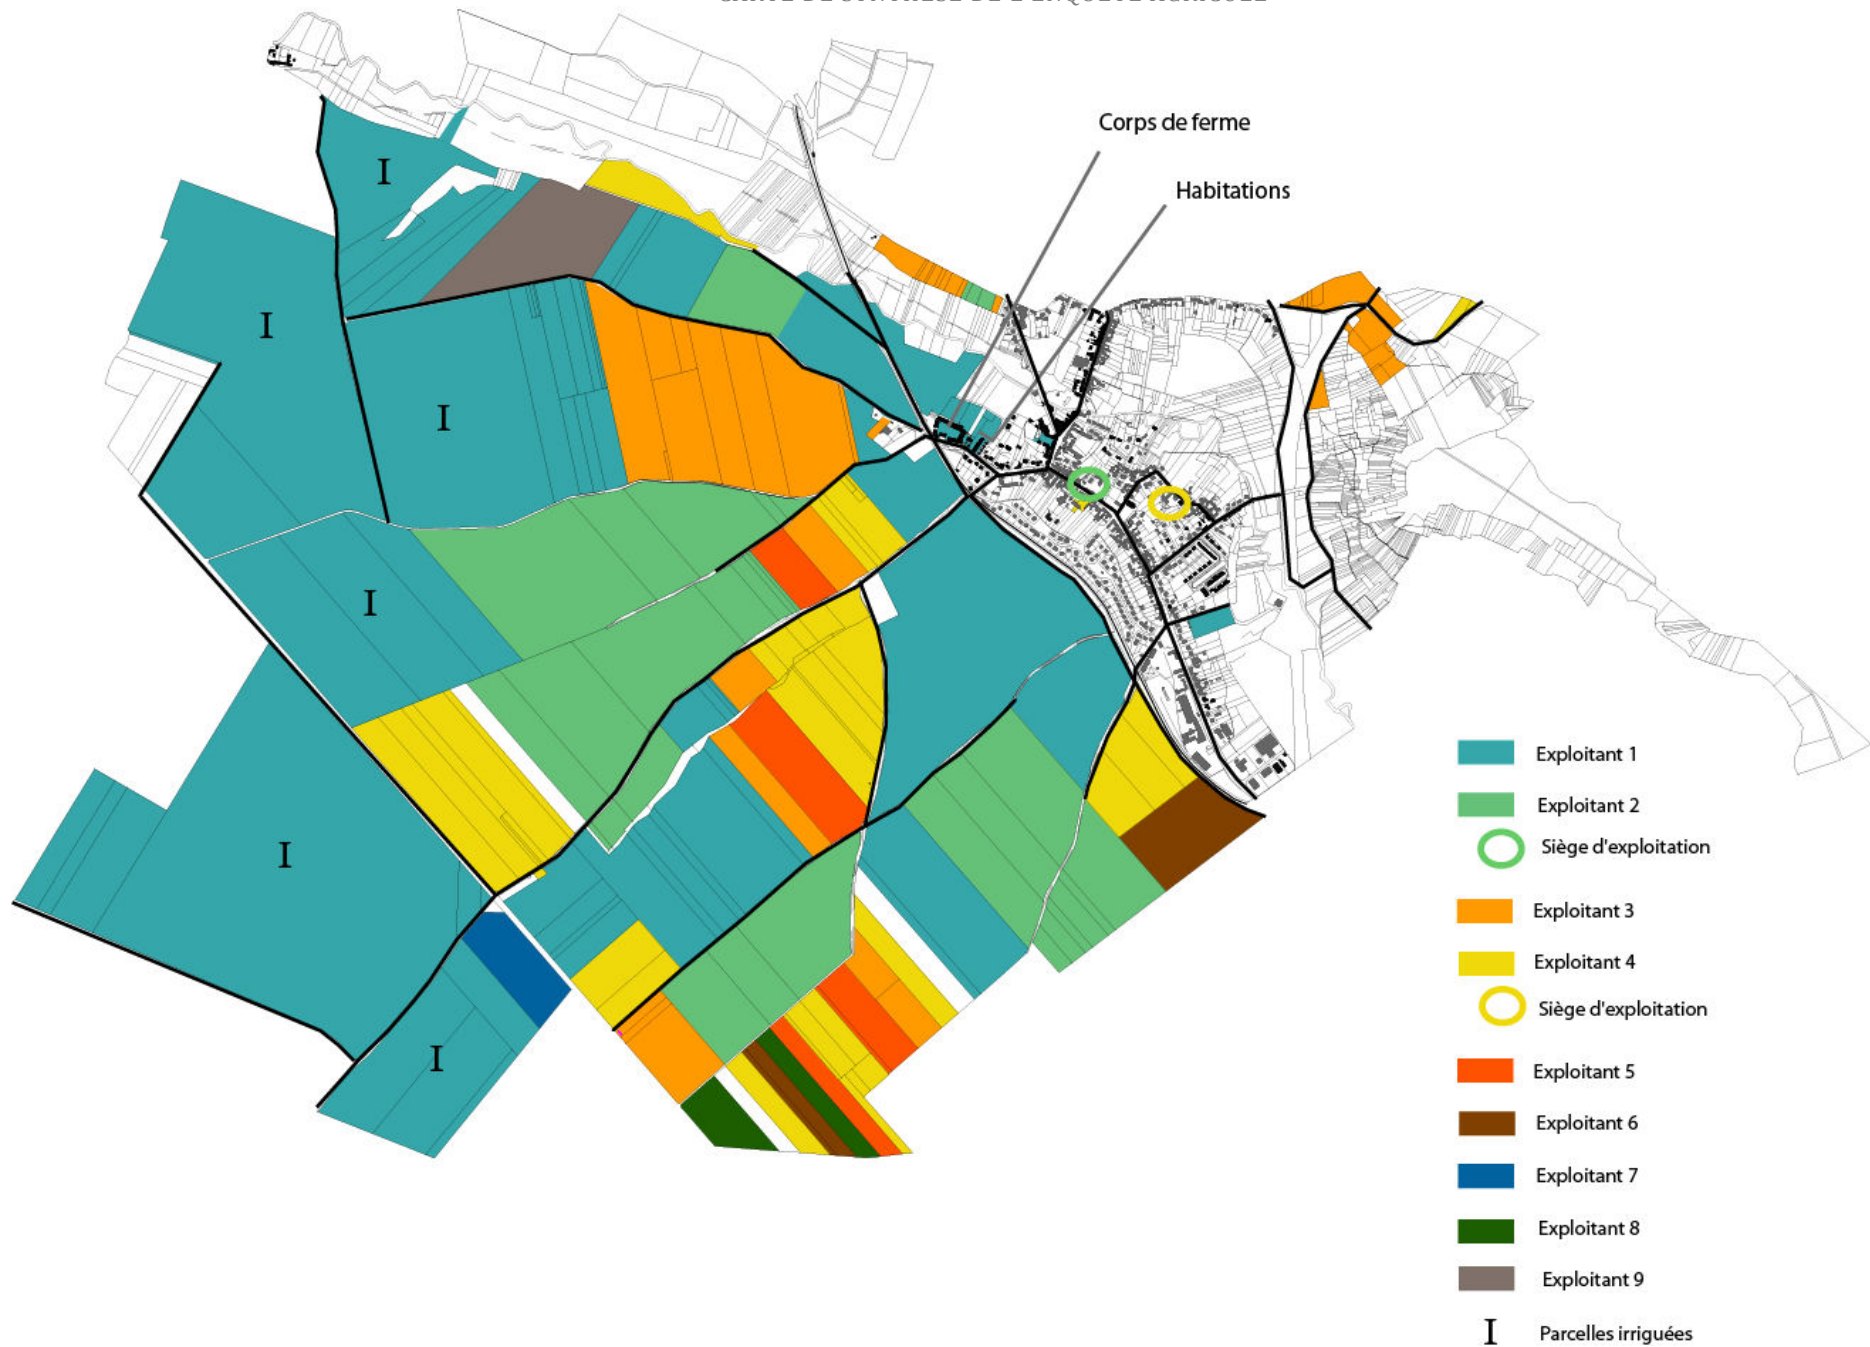 Corps de ferme
Habitations
I
I
I
I
I
I
Exploitant 1
Exploitant 2
Siège d'exploitation
Exploitant 3
Exploitant 4
Siège d'exploitation
Exploitant 5
Exploitant 6
Exploitant 7
Exploitant 8
Exploitant 9
I Parcelles irriguées